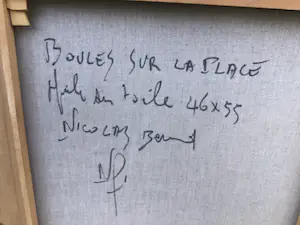 BOULES SUR LA PLACE
Huile sur toile 46x55
NICOLAS